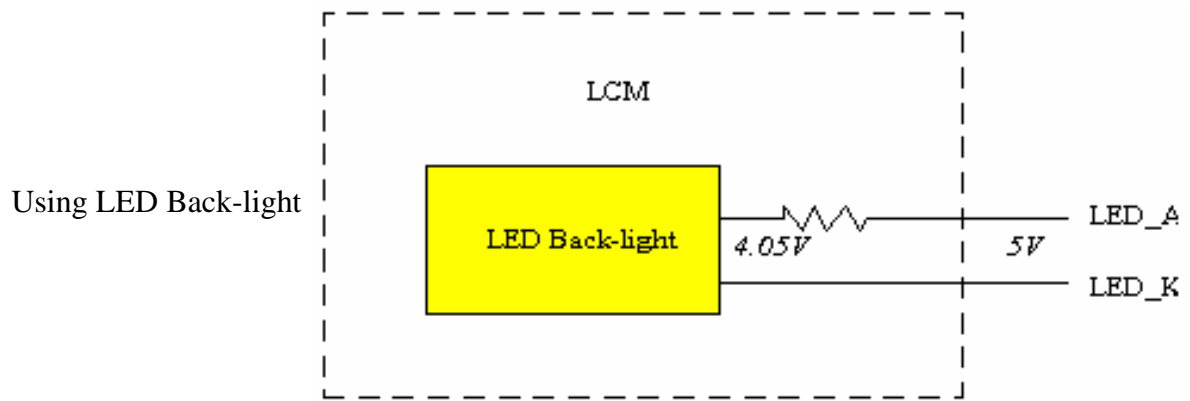 LCM
Using LED Back-light
LED Back-light
4.05V
5V
LED_A
LED_K